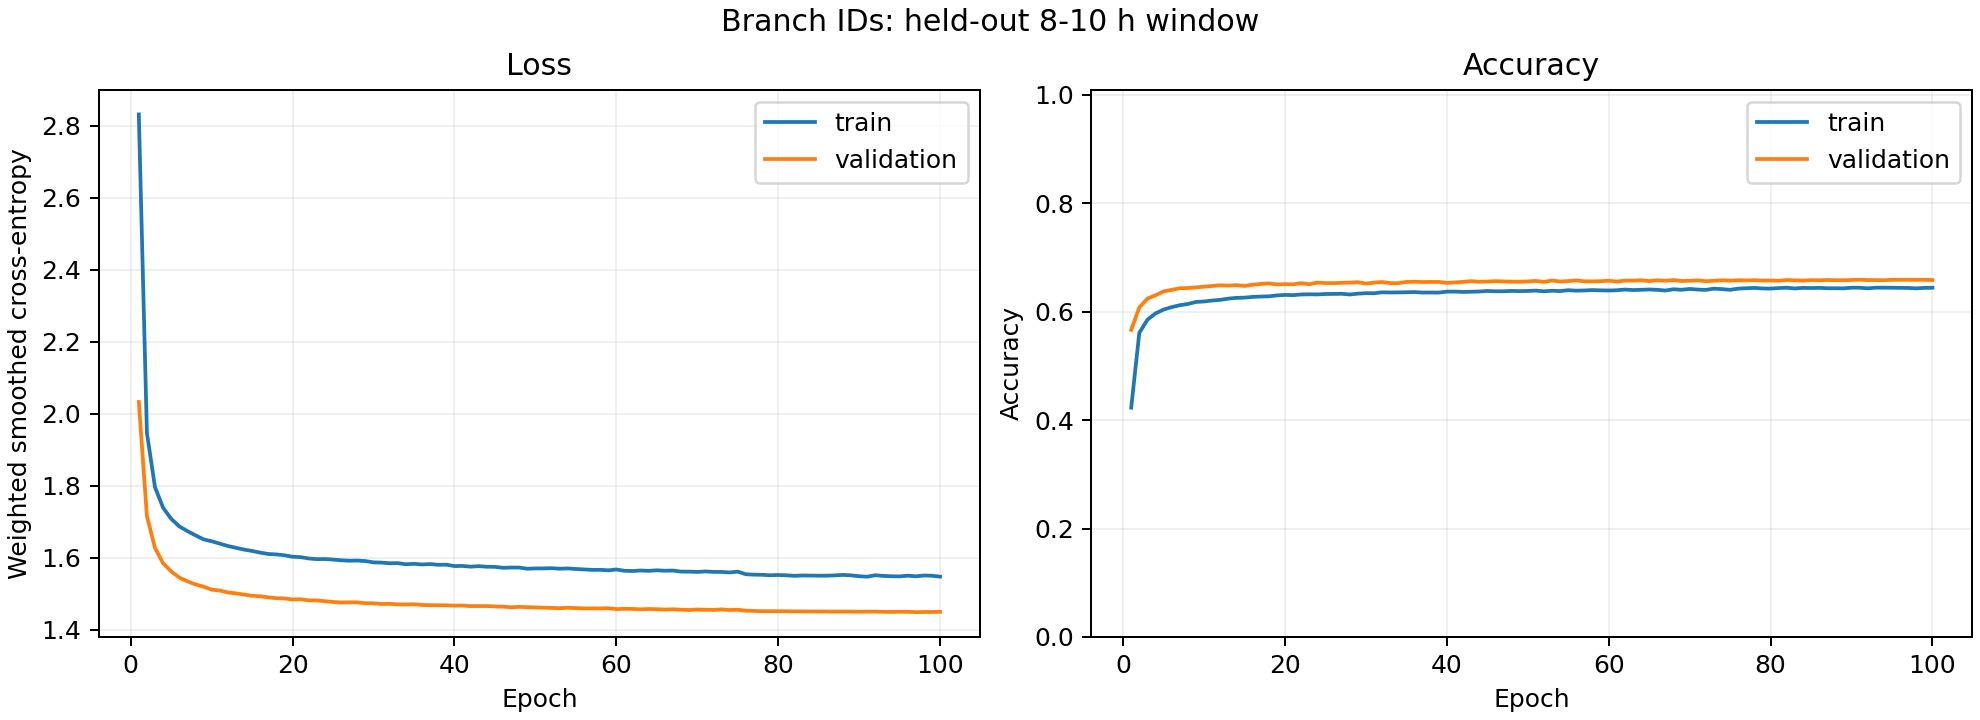 Branch IDs: held-out 8-10 h window
Loss
Weighted smoothed cross-entropy
2.8
2.6
2.4
2.2
2.0
1.8
1.6
1.4
train
validation
0 20 40 60 80 100
Epoch
Accuracy
Accuracy
1.0
0.8
0.6
0.4
0.2
0.0
train
validation
0 20 40 60 80 100
Epoch